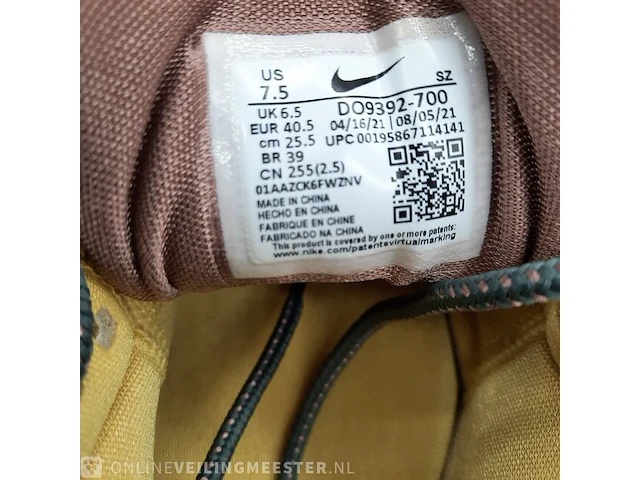 US
7.5
SZ
UK 6.5
DO9392-700
EUR 40.5
04/16/21 | 08/05/21
cm 25.5
UPC 00195867114141
BR 39
CN 255(2.5)
01AAZCK6FWZNV
MADE IN CHINA
HECHO EN CHINA
FABRIQUE EN CHINE
FABRICADO NA CHINA
This product is covered by one or more patents:
www.nike.com/patentsvirtualmarking
ONLINEVEILINGMEESTER.NL